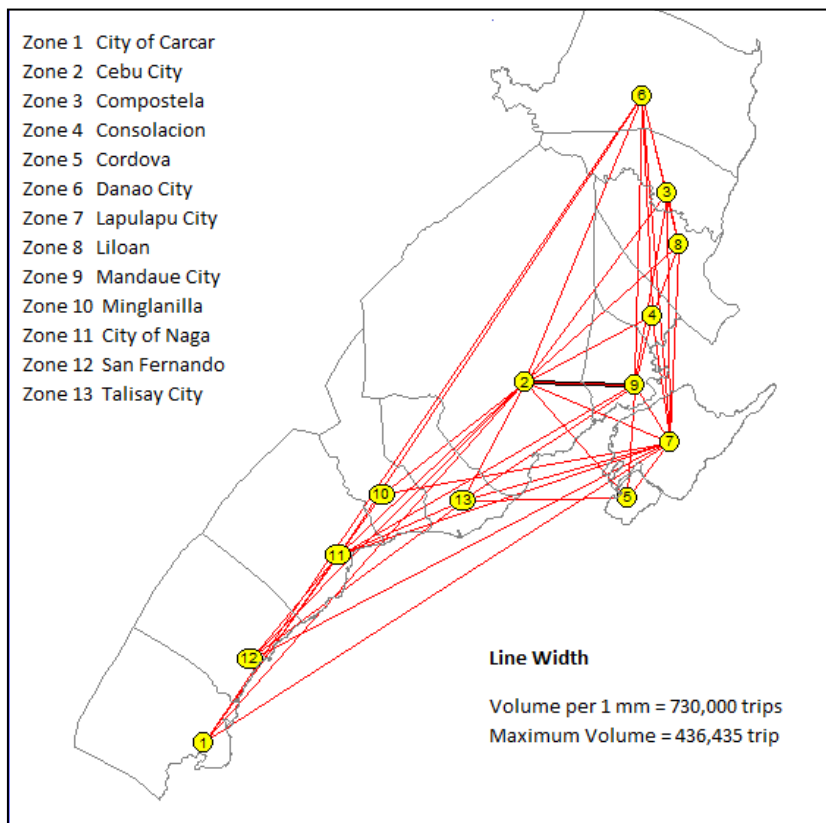 Zone 1 City of Carcar
Zone 2 Cebu City
Zone 3 Compostela
Zone 4 Consolacion
Zone 5 Cordova
Zone 6 Danao City
Zone 7 Lapulapu City
Zone 8 Liloan
Zone 9 Mandaue City
Zone 10 Minglanilla
Zone 11 City of Naga
Zone 12 San Fernando
Zone 13 Talisay City
6
3
8
4
2
9
7
10
13
5
11
12
1
Line Width
Volume per 1 mm = 730,000 trips
Maximum Volume = 436,435 trip